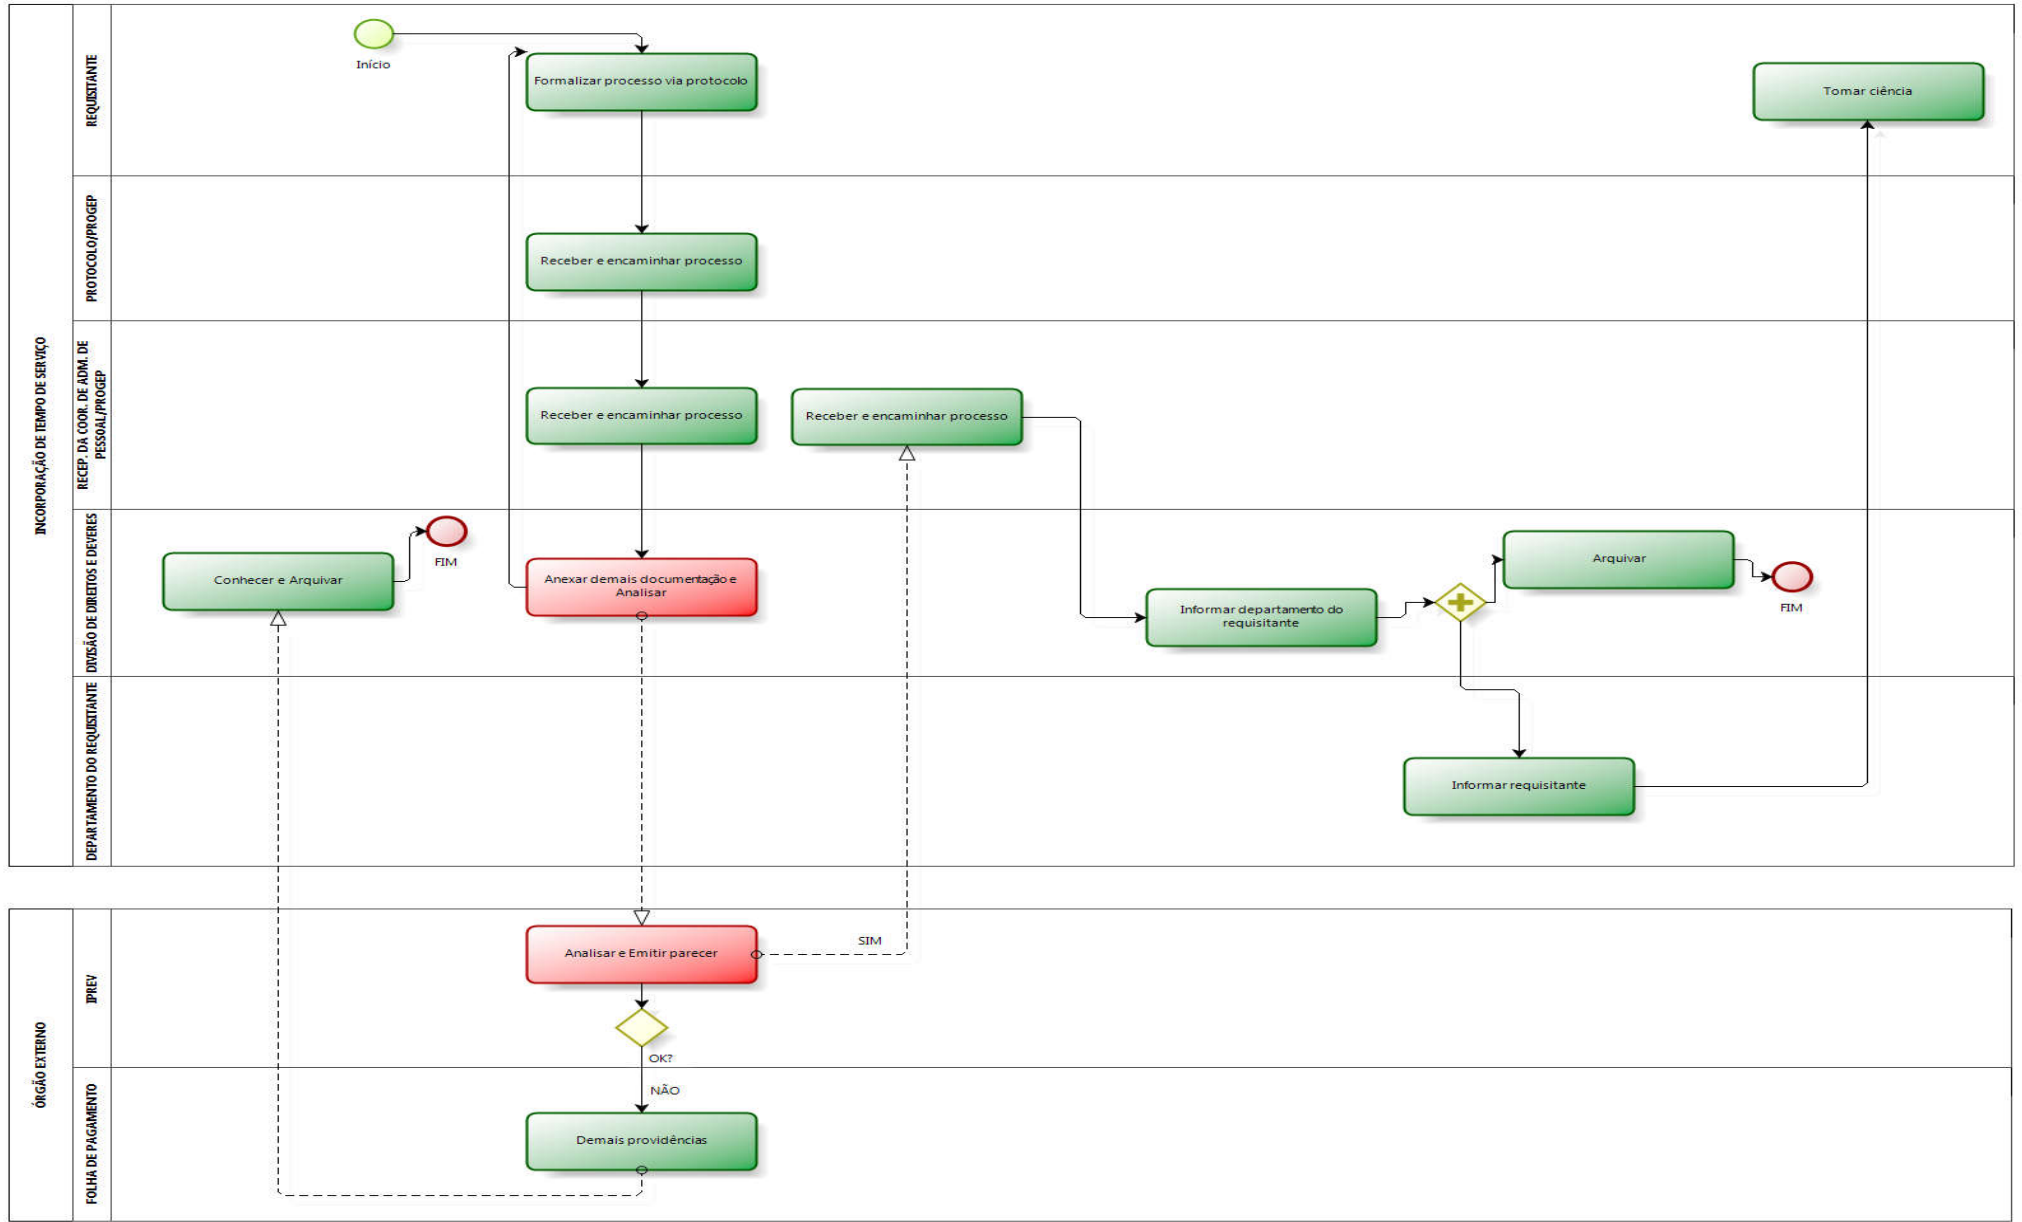 INCORPORAÇÃO DE TEMPO DE SERVIÇO
REQUISITANTE
Início
Formalizar processo via protocolo
Tomar ciência
PROTOCOLO/PROGEP
Receber e encaminhar processo
RECEP. DA COOR. DE ADM. DE
PESSOAL/PROGEP
Receber e encaminhar processo
Receber e encaminhar processo
DIVISÃO DE DIREITOS E DEVERES
Conhecer e Arquivar
FIM
Anexar demais documentação e
Analisar
Informar departamento do
requisitante
Arquivar
FIM
DEPARTAMENTO DO REQUISITANTE
Informar requisitante
ÓRGÃO EXTERNO
IPREV
Analisar e Emitir parecer
SIM
OK?
FOLHA DE PAGAMENTO
NÃO
Demais providências